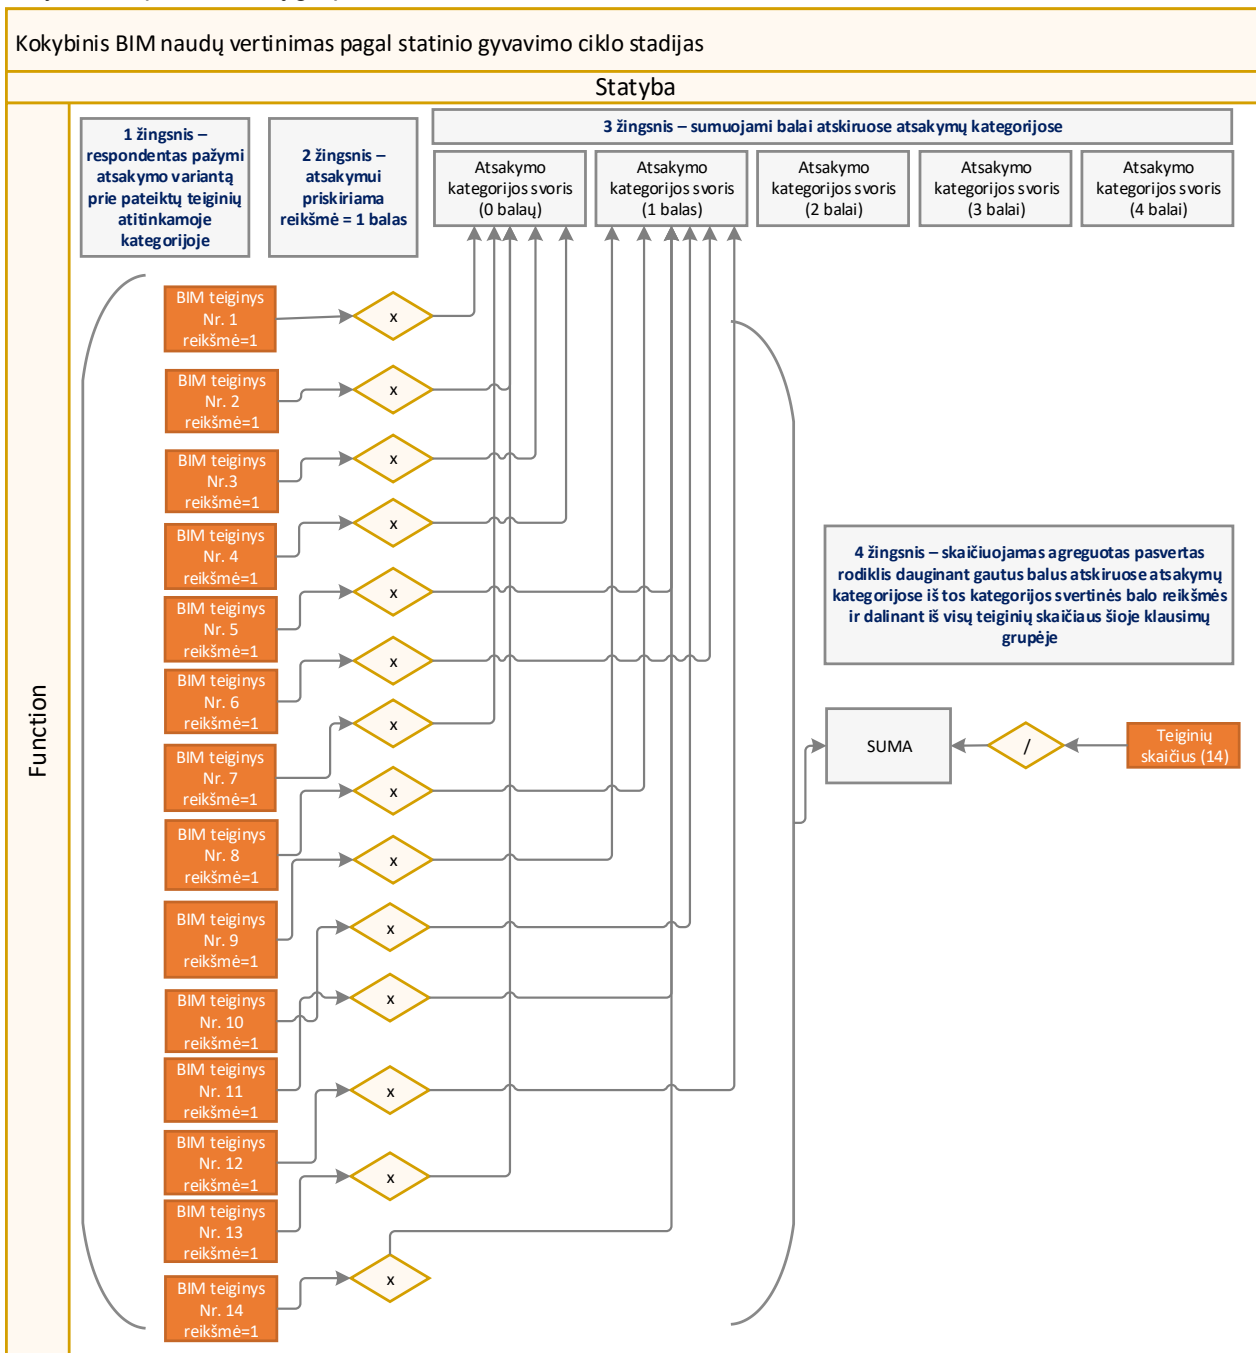 Kokybinis BIM naudų vertinimas pagal statinio gyvavimo ciklo stadijas
Statyba
Function
1 žingsnis –
respondentas pažymi
atsakymo variantą
prie pateiktų teiginių
atitinkamoje
kategorijoje
2 žingsnis –
atsakymui
priskiriama
reikšmė = 1 balas
3 žingsnis – sumuojami balai atskiruose atsakymų kategorijose
Atsakymo
kategorijos svoris
(0 balaų)
Atsakymo
kategorijos svoris
(1 balas)
Atsakymo
kategorijos svoris
(2 balai)
Atsakymo
kategorijos svoris
(3 balai)
Atsakymo
kategorijos svoris
(4 balai)
BIM teiginys
Nr. 1
reikšmė=1
x
BIM teiginys
Nr. 2
reikšmė=1
x
BIM teiginys
Nr.3
reikšmė=1
x
BIM teiginys
Nr. 4
reikšmė=1
x
BIM teiginys
Nr. 5
reikšmė=1
x
BIM teiginys
Nr. 6
reikšmė=1
x
BIM teiginys
Nr. 7
reikšmė=1
x
BIM teiginys
Nr. 8
reikšmė=1
x
BIM teiginys
Nr. 9
reikšmė=1
x
BIM teiginys
Nr. 10
reikšmė=1
x
BIM teiginys
Nr. 11
reikšmė=1
x
BIM teiginys
Nr. 12
reikšmė=1
x
BIM teiginys
Nr. 13
reikšmė=1
x
BIM teiginys
Nr. 14
reikšmė=1
x
4 žingsnis – skaičiuojamas agreguotas pasvertas
rodiklis dauginant gautus balus atskiruose atsakymų
kategorijose iš tos kategorijos svertinės balo reikšmės
ir dalinant iš visų teiginių skaičiaus šioje klausimų
grupėje
SUMA
/
Teiginių
skaičius (14)